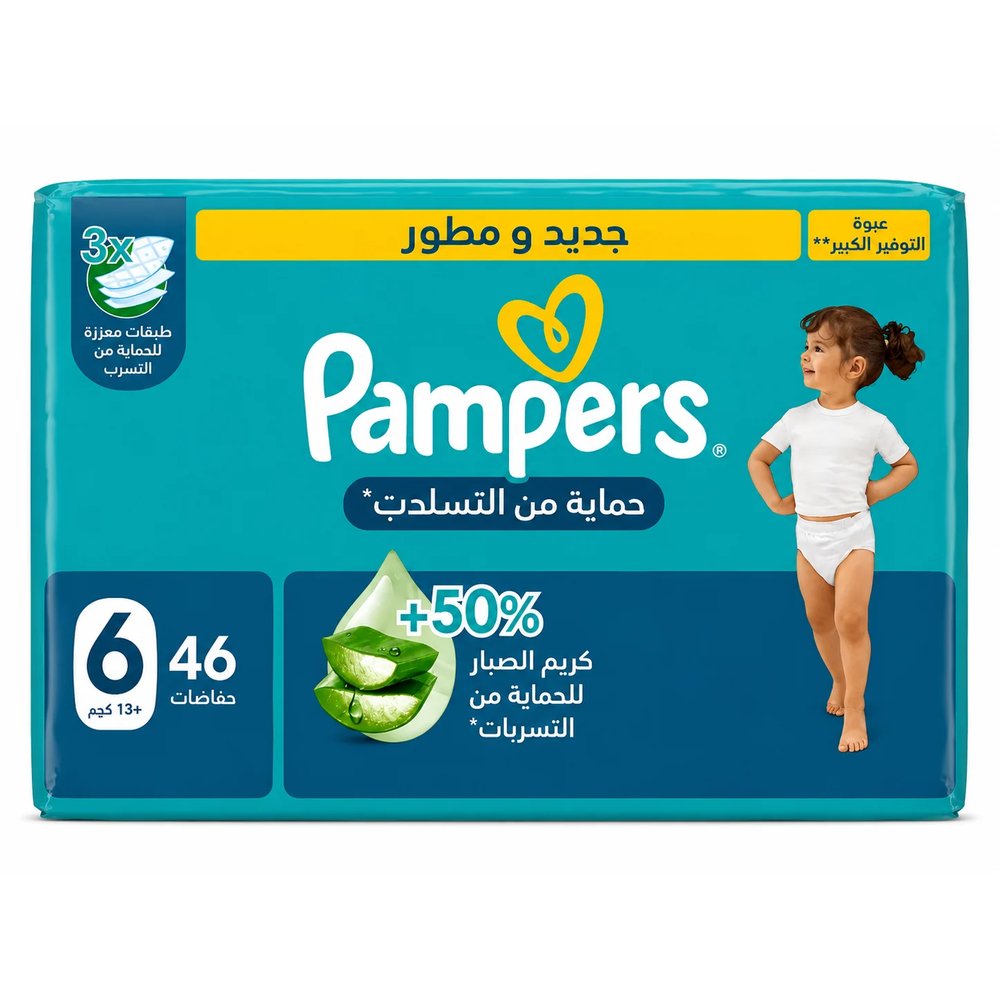 جديد و مطور
عبوة
التوفير الكبير**
3x
طبقات معززة
للحماية من
التسرب
Pampers®
حماية من التسلدب*
+50%
كريم الصبار
للحماية من
التسربات*
6
+13 كجم
46
حفاضات